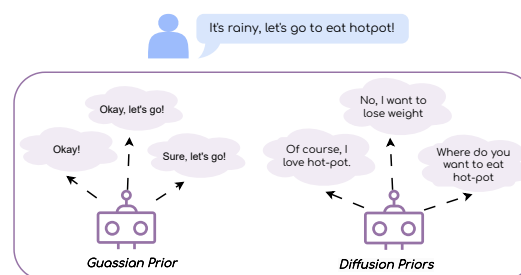 It's rainy, let's go to eat hotpot!
Okay, let's go!
Okay!
Sure, let's go!
No, I want to
lose weight
Of course, I
love hot-pot.
Where do you
want to eat
hot-pot
Guassian Prior
Diffusion Priors